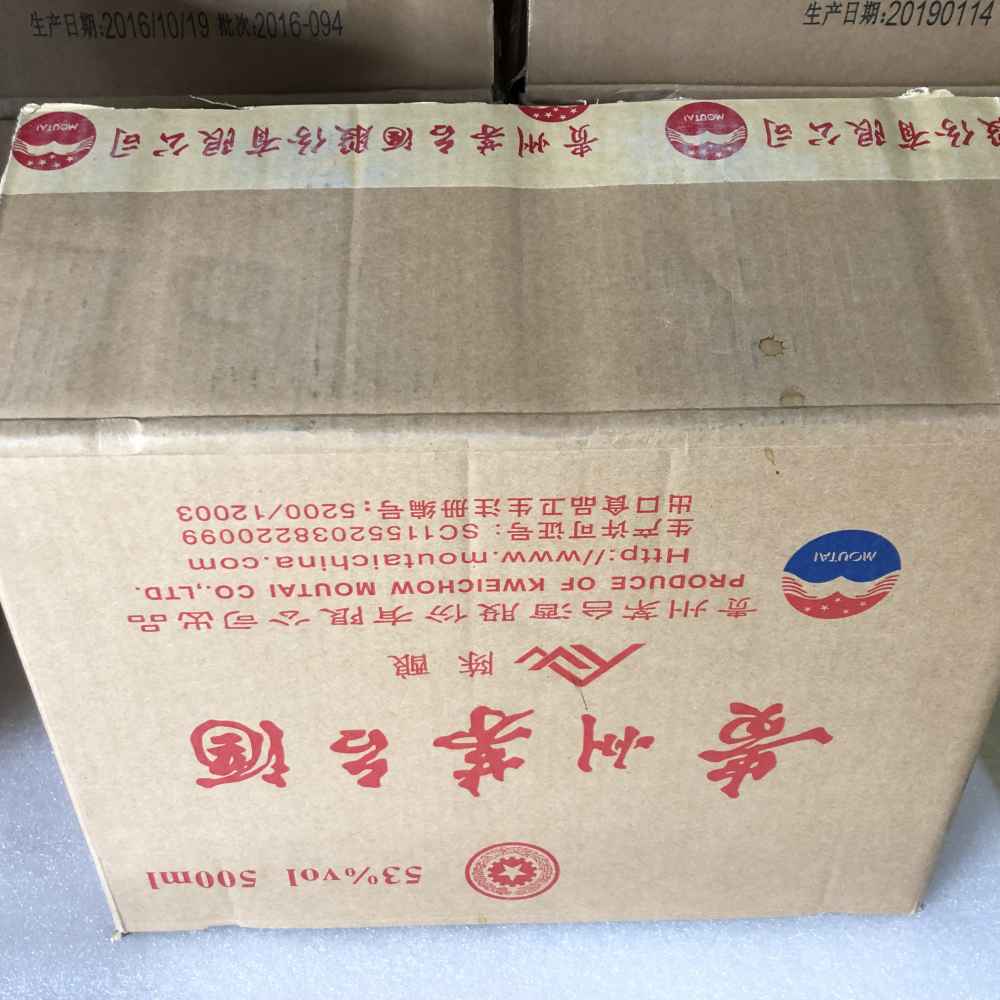 生产日期:2016/10/19 批次:2016-094
生产日期:20190114
MOUTAI 贵州茅台酒股份有限公司
MOUTAI 份有限公司
53%vol 500ml
贵州茅台酒
陈酿
贵州茅台酒股份有限公司出品
PRODUCE OF KWEICHOW MOUTAI CO.,LTD.
Http://www.moutaichina.com
生产许可证号：SC11552038220099
出口食品卫生注册编号：5200/12003
MOUTAI